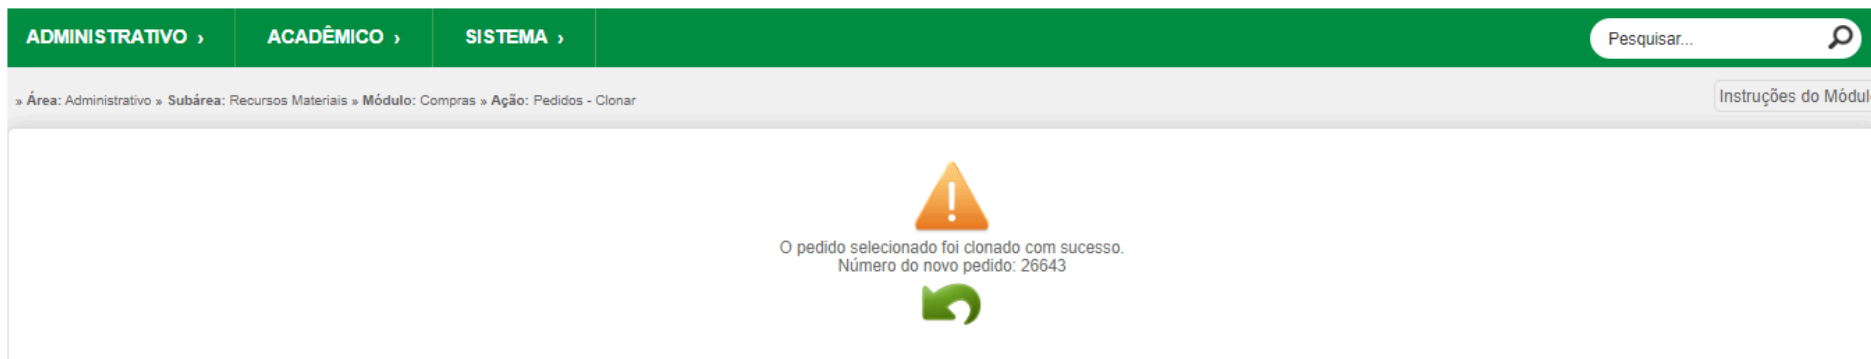 ADMINISTRATIVO › ACADÊMICO › SISTEMA › Pesquisar...
» Área: Administrativo » Subárea: Recursos Materiais » Módulo: Compras » Ação: Pedidos - Clonar Instruções do Módul
O pedido selecionado foi clonado com sucesso.
Número do novo pedido: 26643